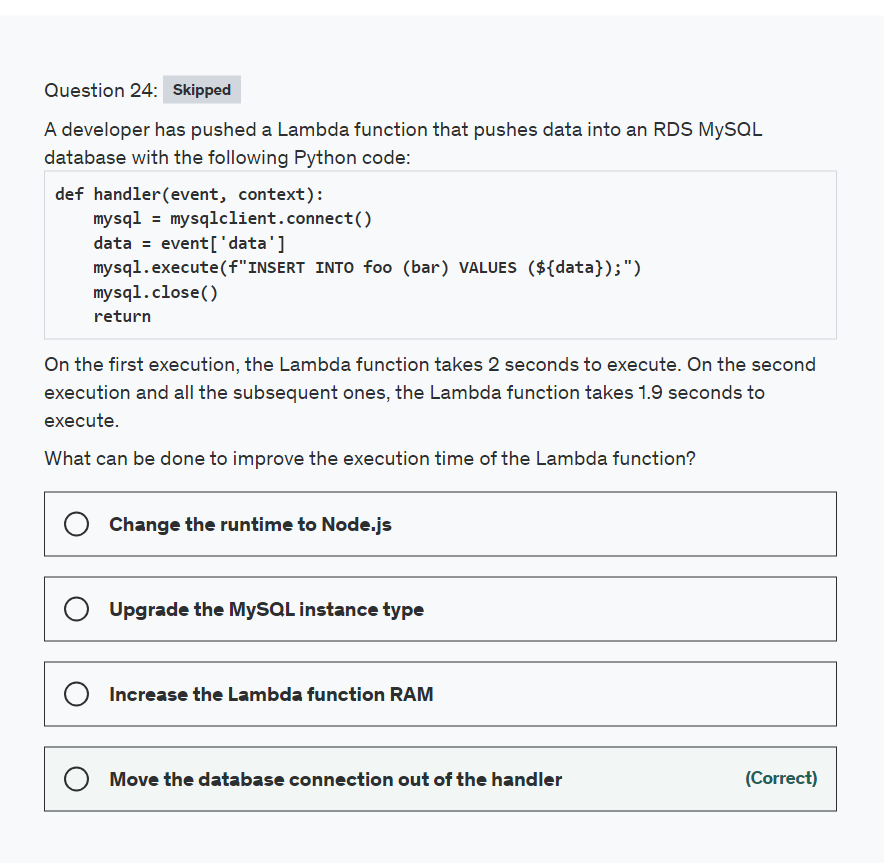 Question 24: Skipped
A developer has pushed a Lambda function that pushes data into an RDS MySQL
database with the following Python code:
def handler(event, context):
    mysql = mysqlclient.connect()
    data = event['data']
    mysql.execute(f"INSERT INTO foo (bar) VALUES (${data});")
    mysql.close()
    return
On the first execution, the Lambda function takes 2 seconds to execute. On the second
execution and all the subsequent ones, the Lambda function takes 1.9 seconds to
execute.
What can be done to improve the execution time of the Lambda function?
Change the runtime to Node.js
Upgrade the MySQL instance type
Increase the Lambda function RAM
Move the database connection out of the handler (Correct)